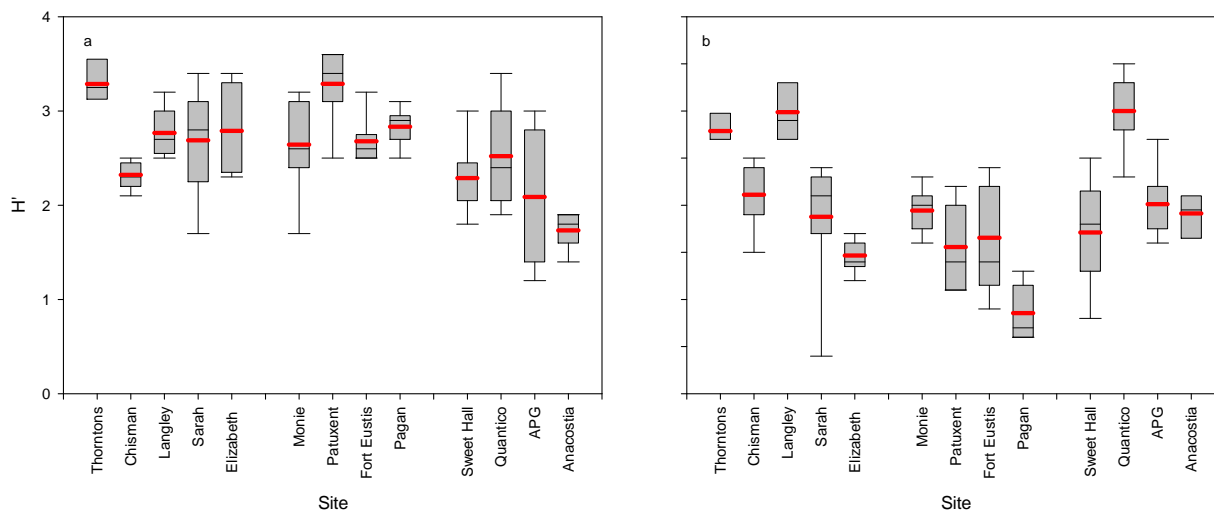 4
3
2
1
0
H'
a
Thorntons
Chisman
Langley
Sarah
Elizabeth
Monie
Patuxent
Fort Eustis
Pagan
Sweet Hall
Quantico
APG
Anacostia
Site
b
Thorntons
Chisman
Langley
Sarah
Elizabeth
Monie
Patuxent
Fort Eustis
Pagan
Sweet Hall
Quantico
APG
Anacostia
Site